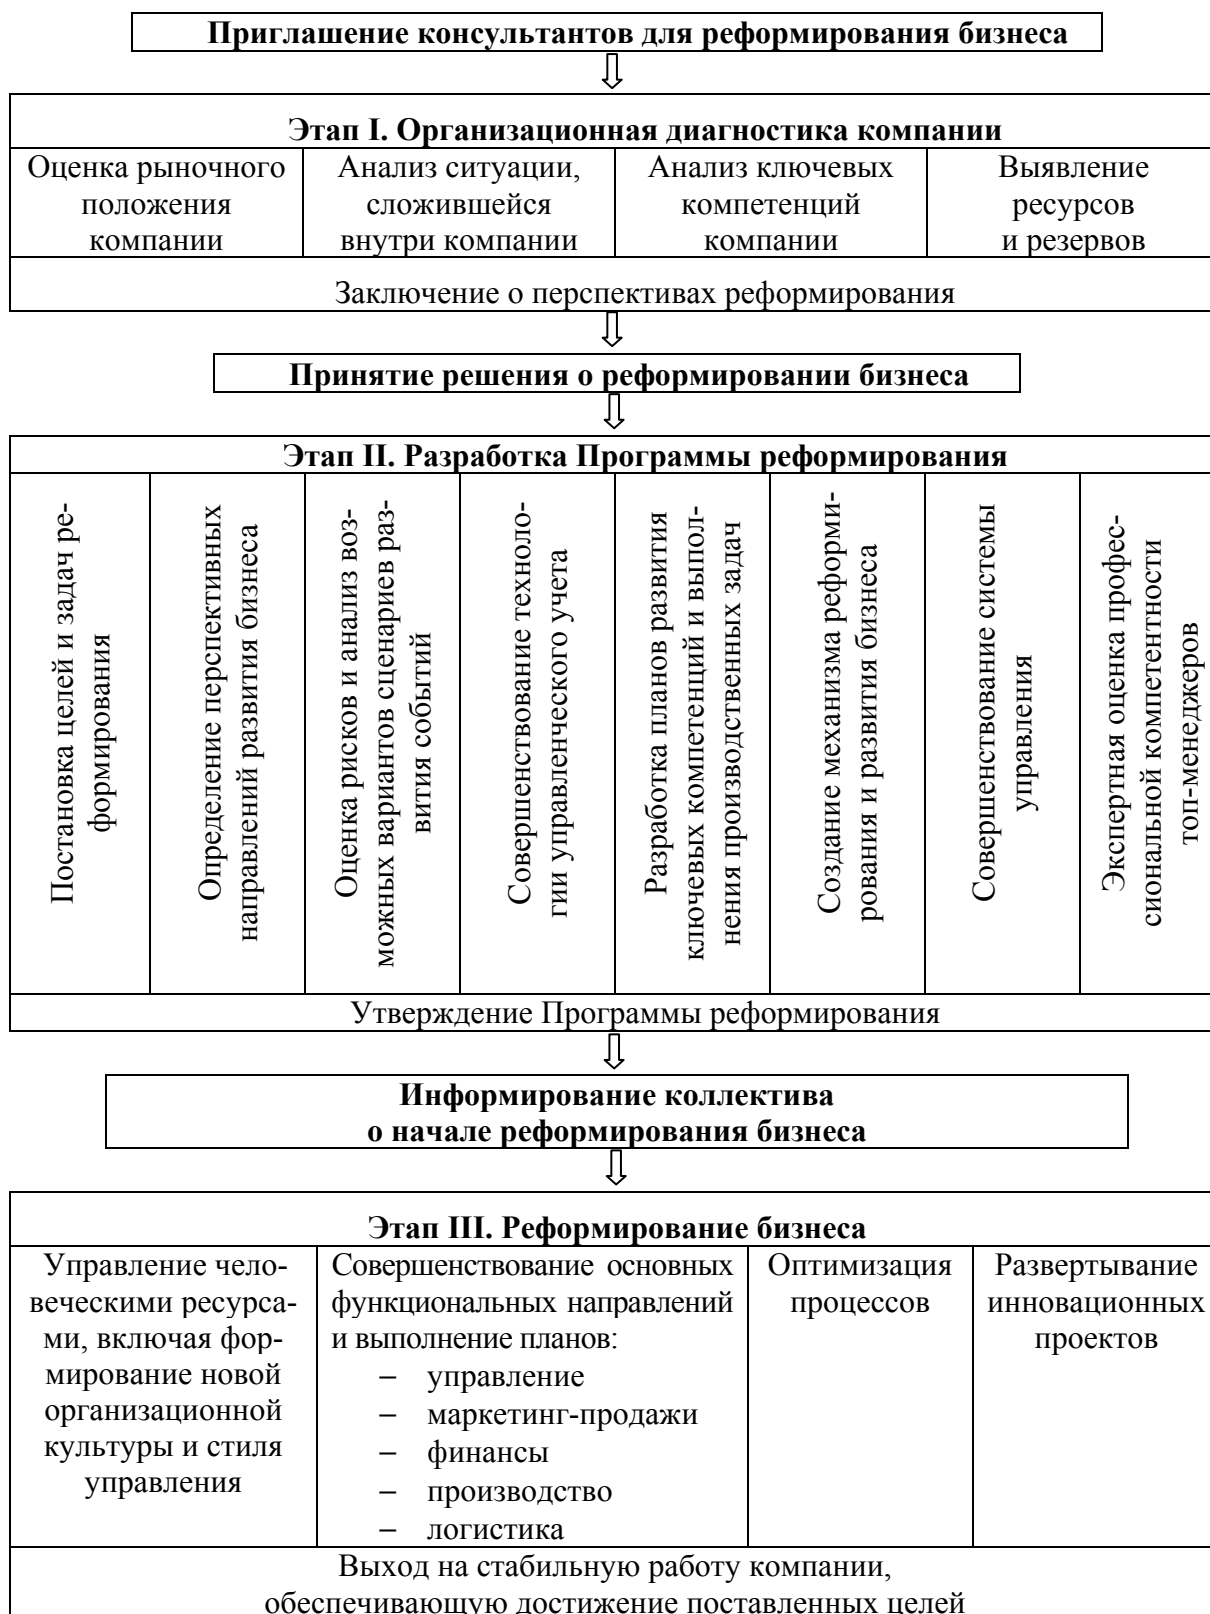 Приглашение консультантов для реформирования бизнеса
Этап I. Организационная диагностика компании
Оценка рыночного
положения
компании
Анализ ситуации,
сложившейся
внутри компании
Анализ ключевых
компетенций
компании
Выявление
ресурсов
и резервов
Заключение о перспективах реформирования
Принятие решения о реформировании бизнеса
Этап II. Разработка Программы реформирования
Постановка целей и задач ре-
формирования
Определение перспективных
направлений развития бизнеса
Оценка рисков и анализ воз-
можных вариантов сценариев раз-
вития событий
Совершенствование техноло-
гии управленческого учета
Разработка планов развития
ключевых компетенций и выпол-
нения производственных задач
Создание механизма реформи-
рования и развития бизнеса
Совершенствование системы
управления
Экспертная оценка профес-
сиональной компетентности
топ-менеджеров
Утверждение Программы реформирования
Информирование коллектива
о начале реформирования бизнеса
Этап III. Реформирование бизнеса
Управление чело-
веческими ресурса-
ми, включая фор-
мирование новой
организационной
культуры и стиля
управления
Совершенствование основных
функциональных направлений
и выполнение планов:
– управление
– маркетинг-продажи
– финансы
– производство
– логистика
Оптимизация
процессов
Развертывание
инновационных
проектов
Выход на стабильную работу компании,
обеспечивающую достижение поставленных целей